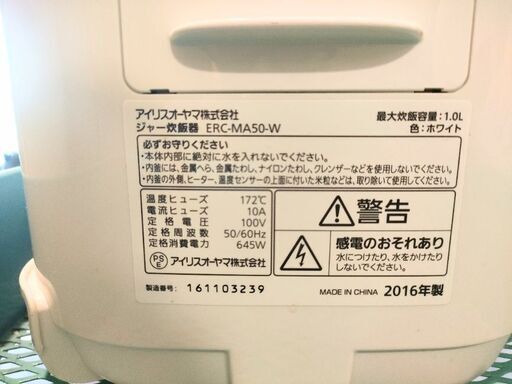 アイリスオーヤマ株式会社
ジャー炊飯器 ERC-MA50-W
最大炊飯容量：1.0L
色：ホワイト
必ずお守りください。
・本体内部に絶対に水を入れないでください。
・内釜には、金属へら、金属たわし、ナイロンたわし、クレンザーなどを使用しないでください。
・内釜の外側、ヒーター、温度センサーの上面に付いた米粒などは、取り除いて使用してください。
温度ヒューズ 172℃
電流ヒューズ 10A
定格電圧 100V
定格周波数 50/60Hz
定格消費電力 645W
PS
E
アイリスオーヤマ株式会社
警告
感電のおそれあり
水につけたり、水をかけたり
しないでください。
製造番号：161103239
MADE IN CHINA 2016年製